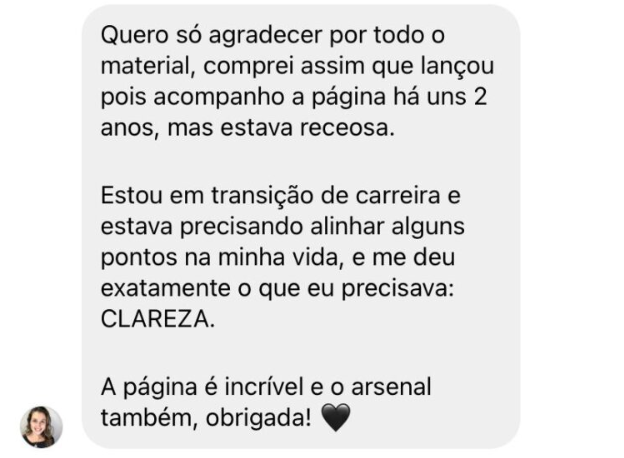 Quero só agradecer por todo o
material, comprei assim que lançou
pois acompanho a página há uns 2
anos, mas estava receosa.
Estou em transição de carreira e
estava precisando alinhar alguns
pontos na minha vida, e me deu
exatamente o que eu precisava:
CLAREZA.
A página é incrível e o arsenal
também, obrigada! 🖤